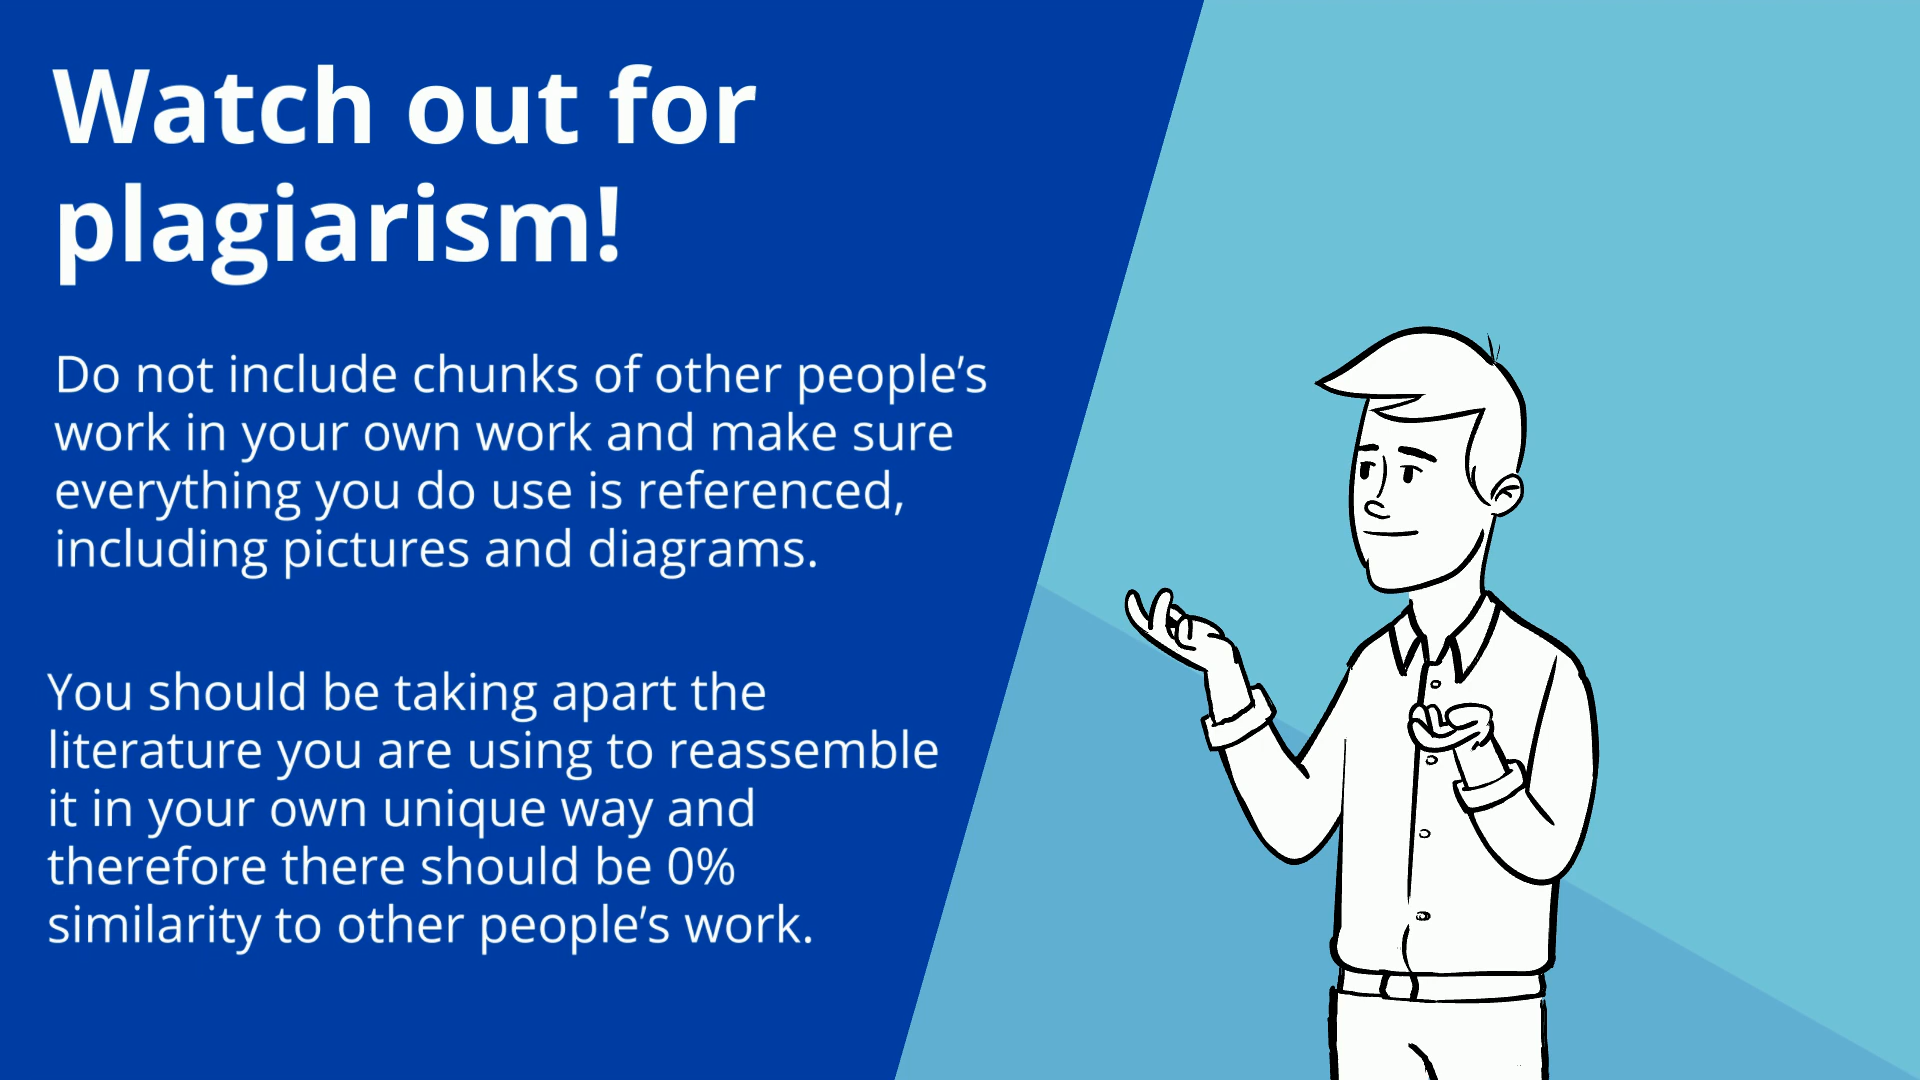 Watch out for
plagiarism!
Do not include chunks of other people’s
work in your own work and make sure
everything you do use is referenced,
including pictures and diagrams.
You should be taking apart the
literature you are using to reassemble
it in your own unique way and
therefore there should be 0%
similarity to other people’s work.